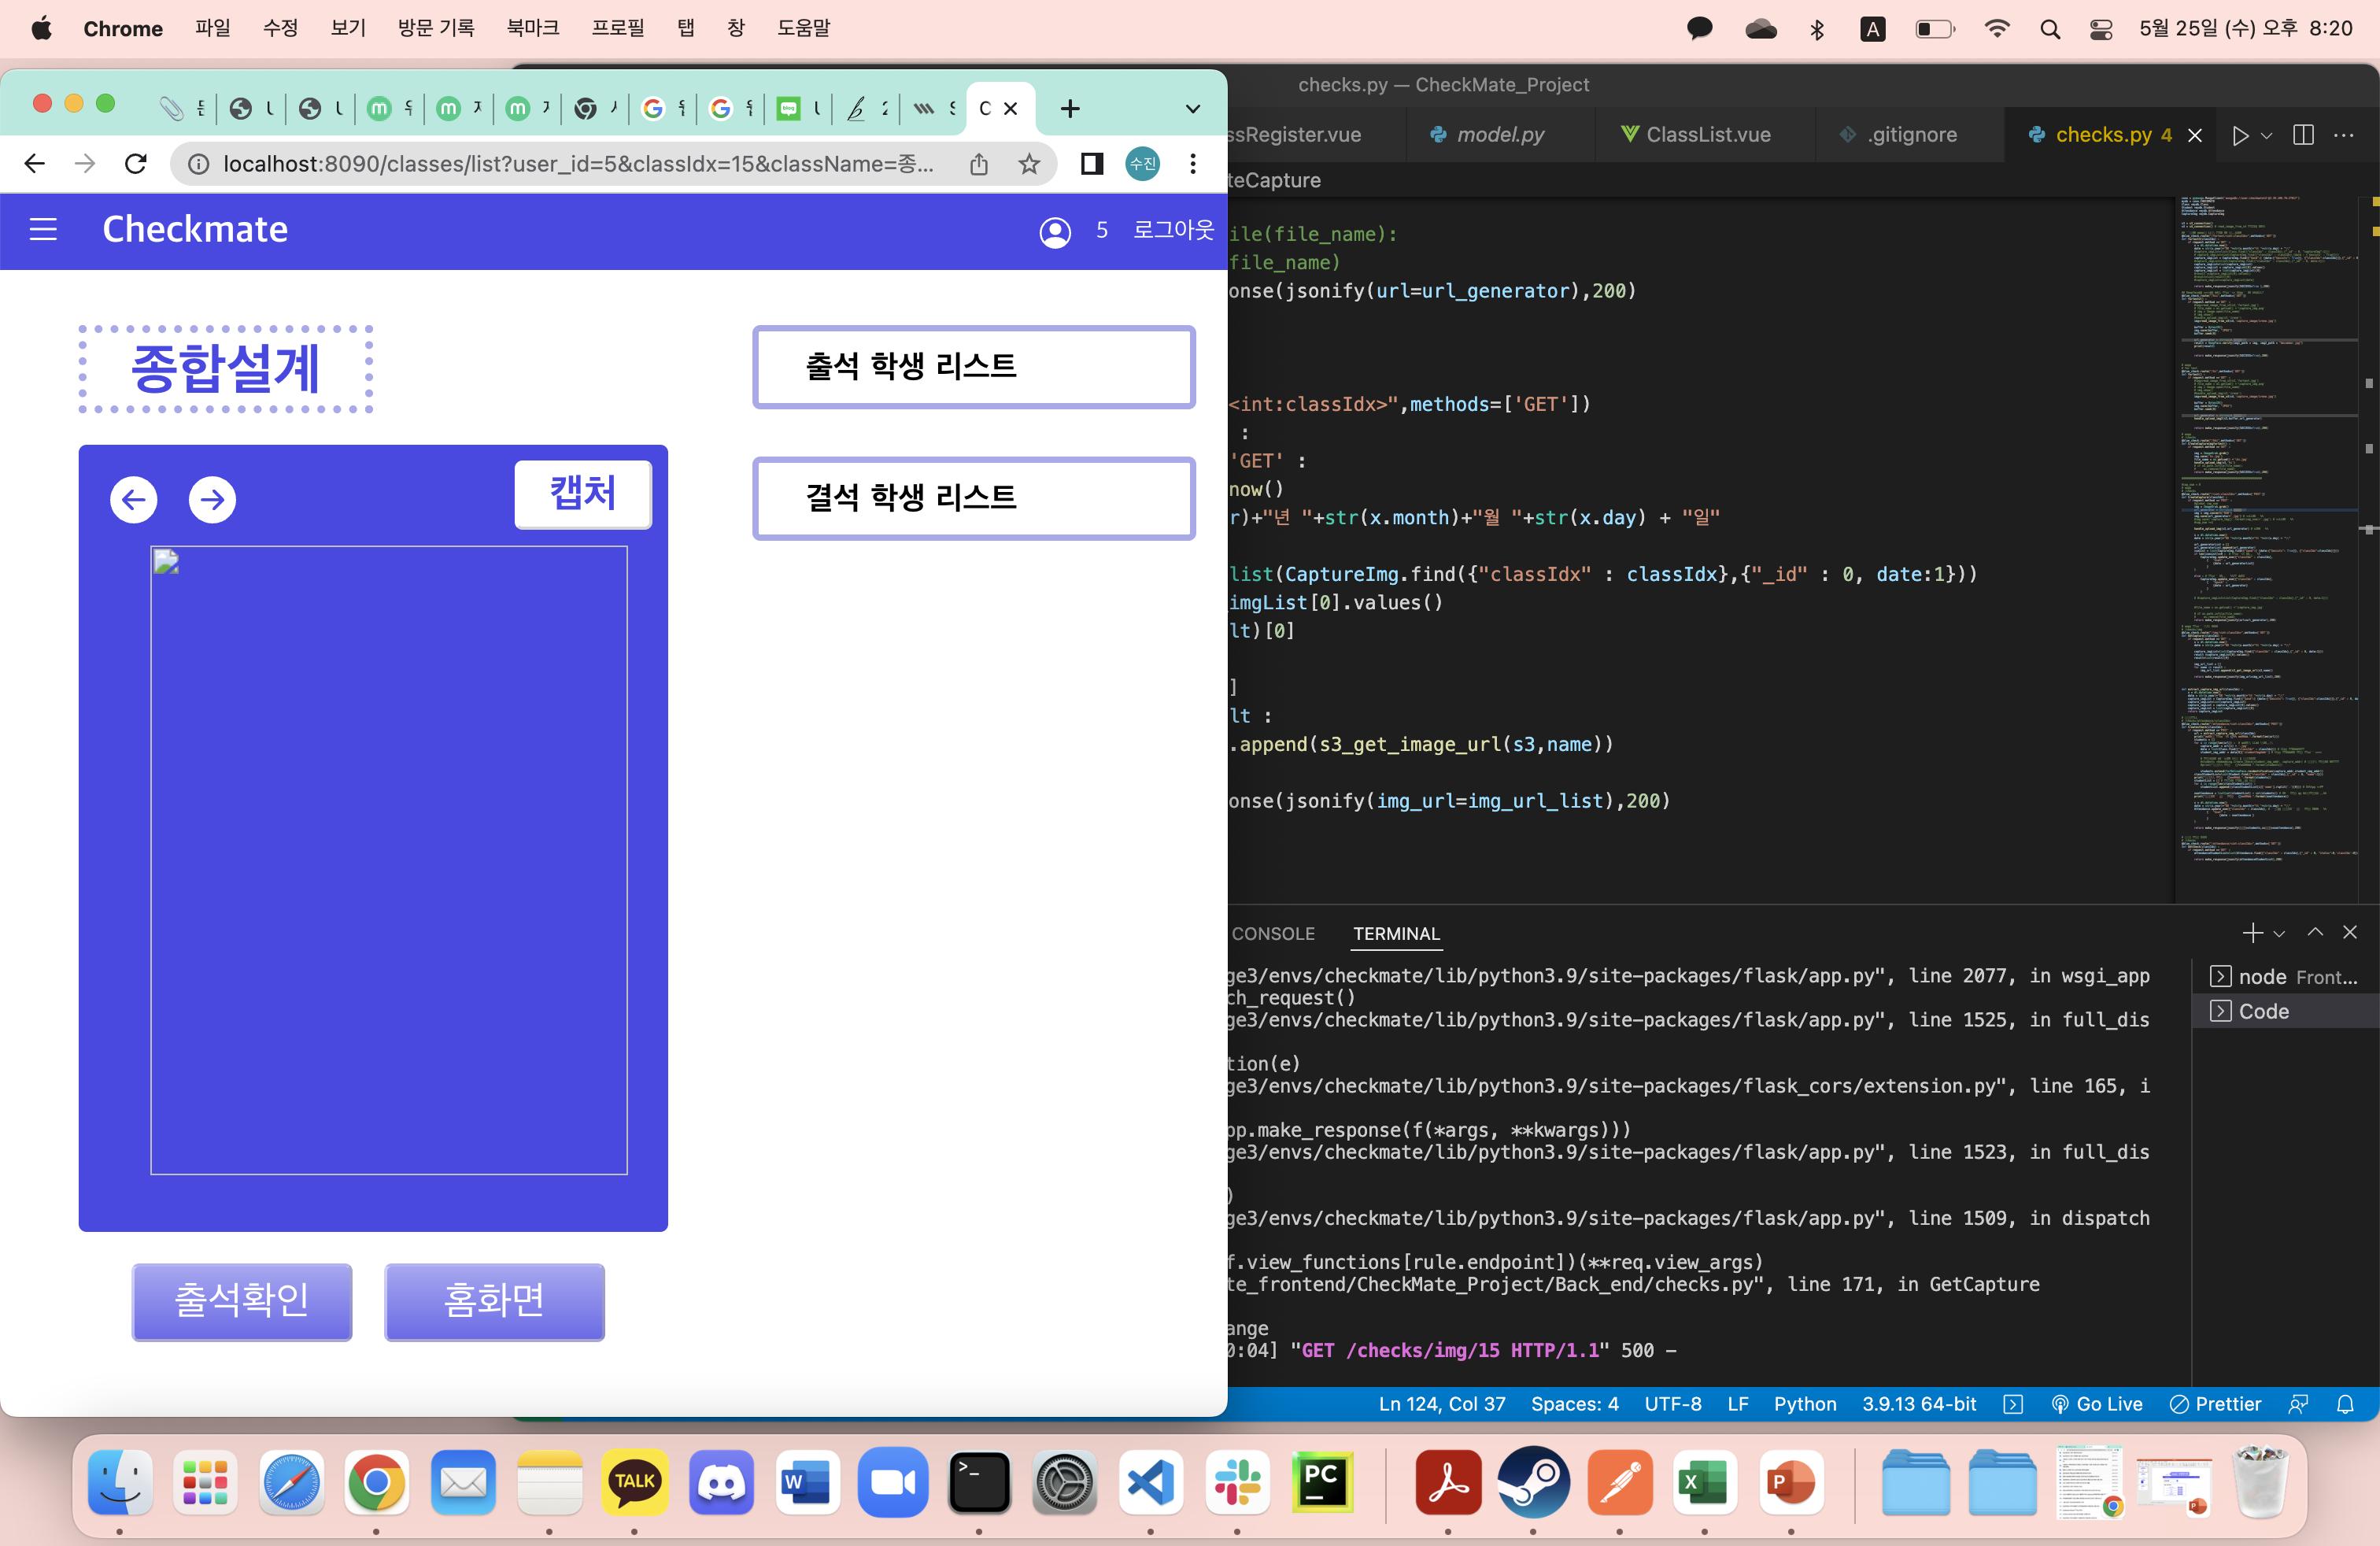 Chrome 파일 수정 보기 방문 기록 북마크 프로필 탭 창 도움말
A
5월 25일 (수) 오후 8:20
localhost:8090/classes/list?user_id=5&classIdx=15&className=종...
수진
Checkmate
5 로그아웃
종합설계
캡처
출석 학생 리스트
결석 학생 리스트
출석확인 홈화면
checks.py — CheckMate_Project
ssRegister.vue model.py ClassList.vue .gitignore checks.py 4
teCapture
ile(file_name):
file_name)
onse(jsonify(url=url_generator),200)
<int:classIdx>",methods=['GET'])
:
'GET' :
now()
r)+"년 "+str(x.month)+"월 "+str(x.day) + "일"
list(CaptureImg.find({"classIdx" : classIdx},{"_id" : 0, date:1}))
imgList[0].values()
lt)[0]
]
lt :
.append(s3_get_image_url(s3,name))
onse(jsonify(img_url=img_url_list),200)
CONSOLE TERMINAL
ge3/envs/checkmate/lib/python3.9/site-packages/flask/app.py", line 2077, in wsgi_app
ch_request()
ge3/envs/checkmate/lib/python3.9/site-packages/flask/app.py", line 1525, in full_dis
tion(e)
ge3/envs/checkmate/lib/python3.9/site-packages/flask_cors/extension.py", line 165, i
pp.make_response(f(*args, **kwargs)))
ge3/envs/checkmate/lib/python3.9/site-packages/flask/app.py", line 1523, in full_dis
)
ge3/envs/checkmate/lib/python3.9/site-packages/flask/app.py", line 1509, in dispatch
f.view_functions[rule.endpoint])(**req.view_args)
te_frontend/CheckMate_Project/Back_end/checks.py", line 171, in GetCapture
ange
0:04] "GET /checks/img/15 HTTP/1.1" 500 -
node Front...
Code
Ln 124, Col 37 Spaces: 4 UTF-8 LF Python 3.9.13 64-bit Go Live Prettier
TALK
W
PC
X
P